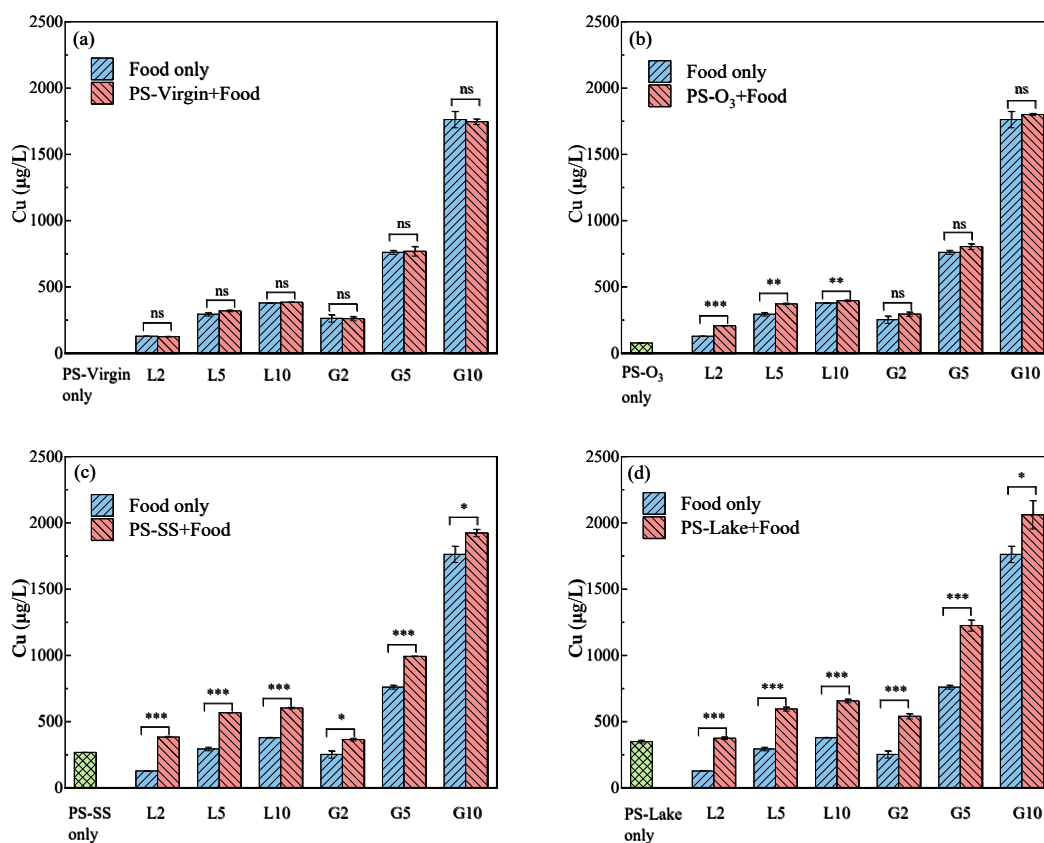 (a)
Food only
PS-Virgin+Food
Cu (µg/L)
2500
2000
1500
1000
500
0
ns
ns
ns
ns
ns
ns
PS-Virgin only
L2
L5
L10
G2
G5
G10
(b)
Food only
PS-O₃+Food
Cu (µg/L)
2500
2000
1500
1000
500
0
***
**
**
ns
ns
ns
PS-O₃ only
L2
L5
L10
G2
G5
G10
(c)
Food only
PS-SS+Food
Cu (µg/L)
2500
2000
1500
1000
500
0
***
***
***
*
***
*
PS-SS only
L2
L5
L10
G2
G5
G10
(d)
Food only
PS-Lake+Food
Cu (µg/L)
2500
2000
1500
1000
500
0
***
***
***
***
***
*
PS-Lake only
L2
L5
L10
G2
G5
G10